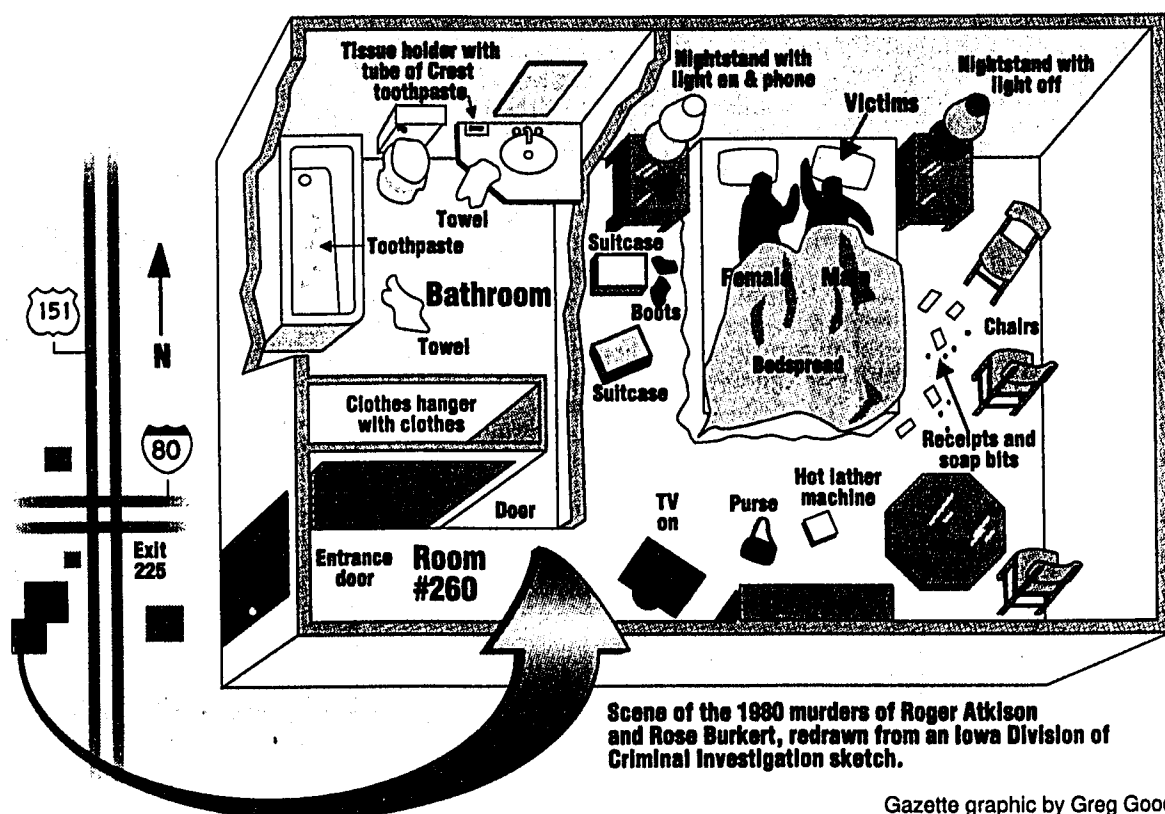 Tissue holder with
tube of Crest
toothpaste
Nightstand with
light on & phone
Victims
Nightstand with
light off
Towel
Toothpaste
Suitcase
Female
Male
Boots
Bathroom
Towel
Suitcase
Bedspread
Chairs
Receipts and
soap bits
Clothes hanger
with clothes
Door
Hot lather
machine
Purse
TV
on
Entrance
door
Room
#260
151
N
80
Exit
225
Scene of the 1980 murders of Roger Atkison
and Rose Burkert, redrawn from an Iowa Division of
Criminal Investigation sketch.
Gazette graphic by Greg Good